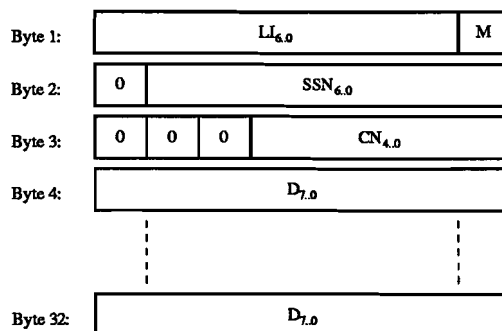 Byte 1: LI6..0 M
Byte 2: 0 SSN6..0
Byte 3: 0 0 0 CN4..0
Byte 4: D7..0
Byte 32: D7..0